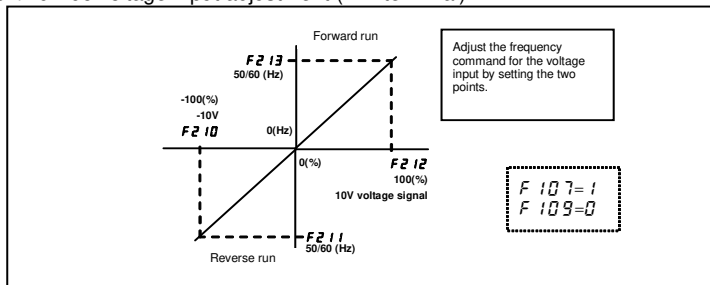 Forward run
F213
50/60 (Hz)
Adjust the frequency
command for the voltage
input by setting the two
points.
-100(%)
-10V
F210
0(Hz)
0(%)
F212
100(%)
10V voltage signal
F107=1
F109=0
F211
50/60 (Hz)
Reverse run